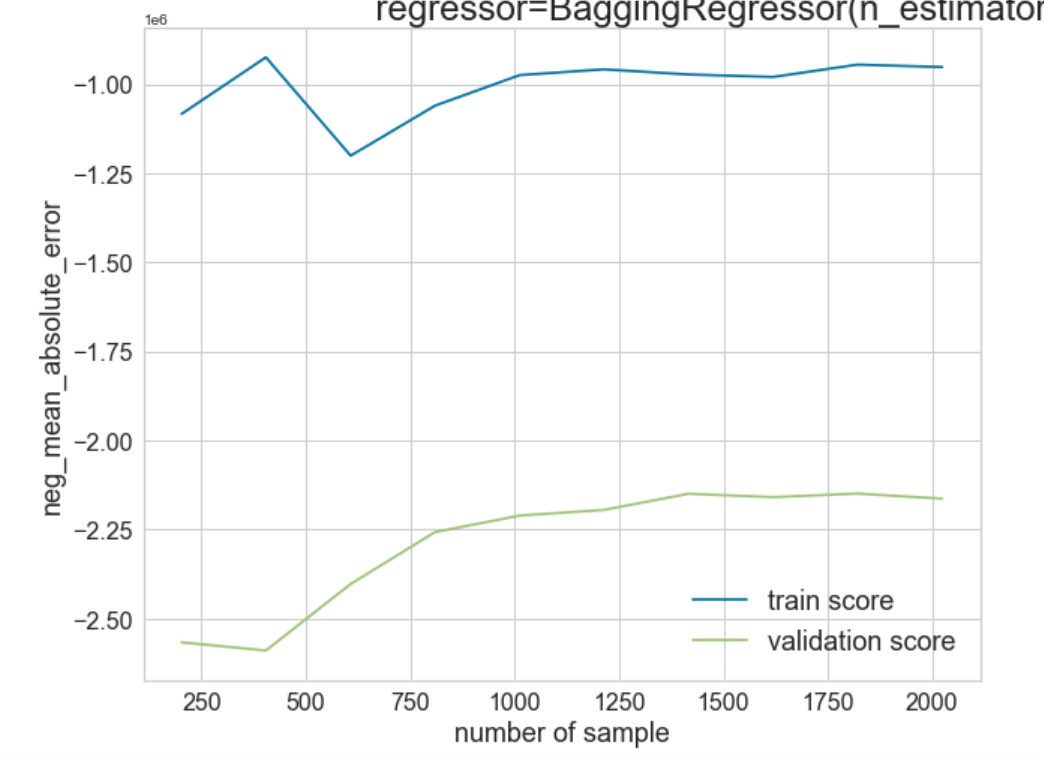 regressor=BaggingRegressor(n_estimator
1e6
−1.00
−1.25
−1.50
−1.75
−2.00
−2.25
−2.50
neg_mean_absolute_error
train score
validation score
250 500 750 1000 1250 1500 1750 2000
number of sample